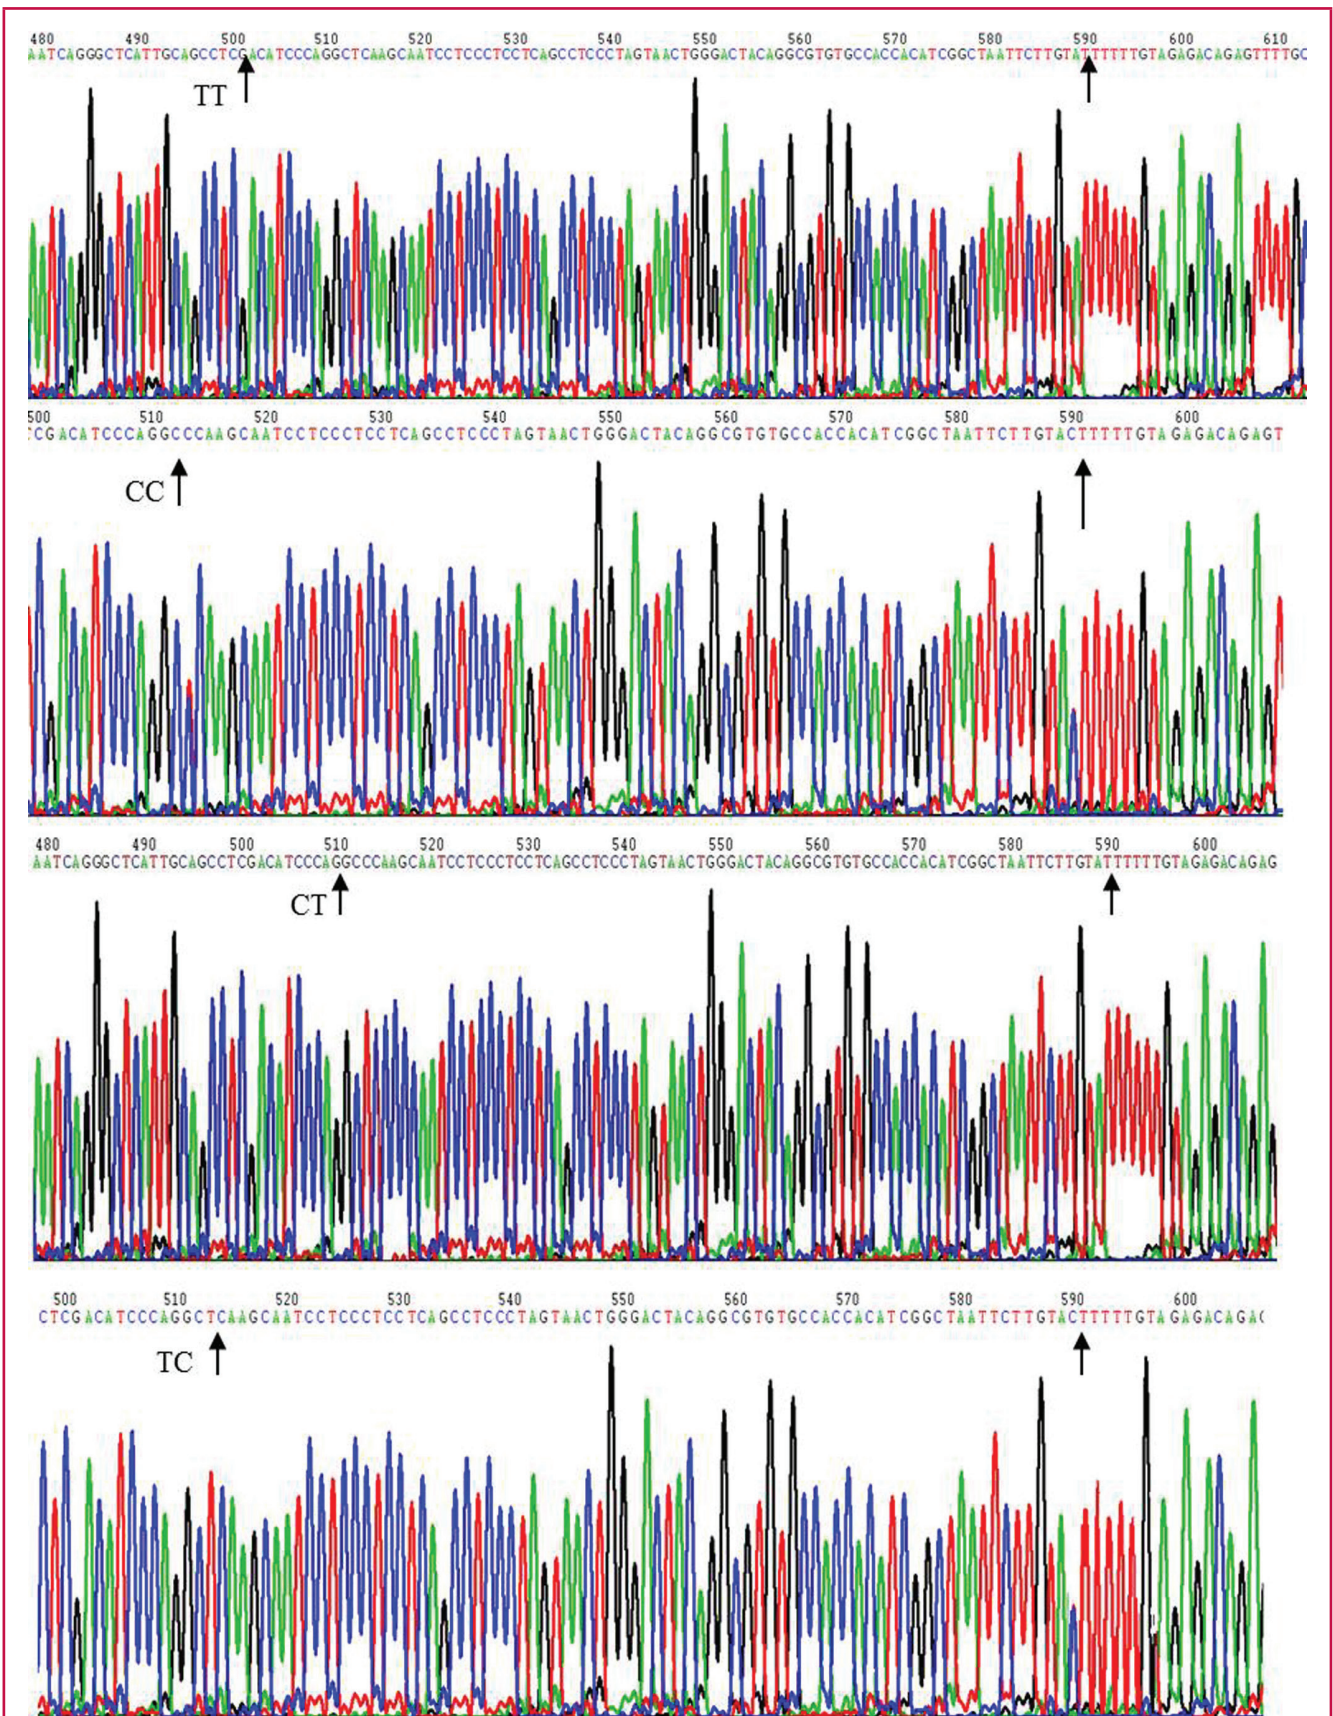 480 490 500 510 520 530 540 550 560 570 580 590 600 610
AATCAGGGCTCATTGCAGCCTCGACATCCCAGGCTCAAGCAATCCTCCCTCCTCAGCCTCCCTAGTAACTGGGACTACAGGCGTGTGCCACCACATCGGCTAATTCTTGTATTTTTTGTAGAGACAGAGTTTTGC
TT
500 510 520 530 540 550 560 570 580 590 600
CGACATCCCAGGCCCAAGCAATCCTCCCTCCTCAGCCTCCCTAGTAACTGGGACTACAGGCGTGTGCCACCACATCGGCTAATTCTTGTACTTTTTGTAGAGACAGAGT
CC
480 490 500 510 520 530 540 550 560 570 580 590 600
AATCAGGGCTCATTGCAGCCTCGACATCCCAGGCCCAAGCAATCCTCCCTCCTCAGCCTCCCTAGTAACTGGGACTACAGGCGTGTGCCACCACATCGGCTAATTCTTGTATTTTTTGTAGAGACAGAG
CT
500 510 520 530 540 550 560 570 580 590 600
CTCGACATCCCAGGCTCAAGCAATCCTCCCTCCTCAGCCTCCCTAGTAACTGGGACTACAGGCGTGTGCCACCACATCGGCTAATTCTTGTACTTTTTGTAGAGACAGAG
TC